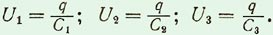 U₁ = q/C₁; U₂ = q/C₂; U₃ = q/C₃.